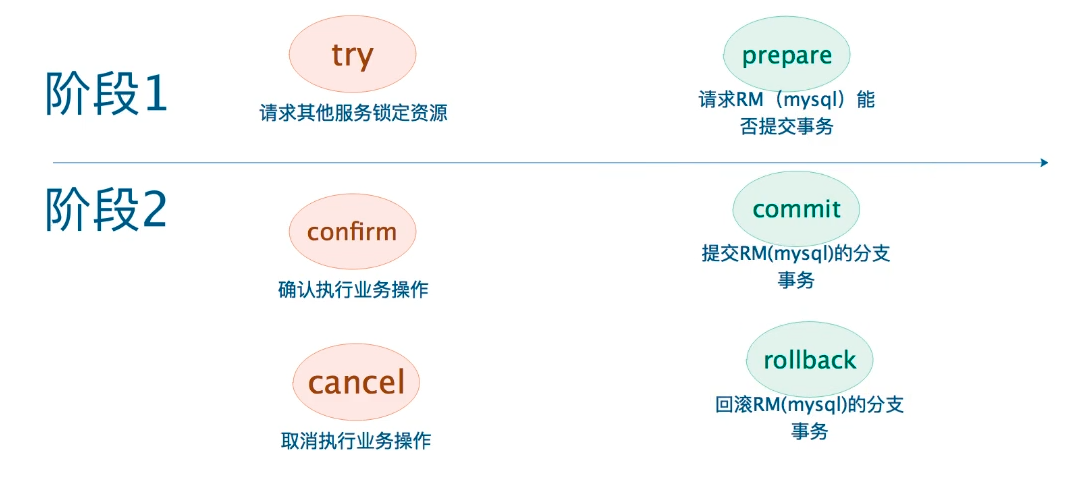 阶段1
try
请求其他服务锁定资源
prepare
请求RM（mysql）能
否提交事务
阶段2
confirm
确认执行业务操作
commit
提交RM(mysql)的分支
事务
cancel
取消执行业务操作
rollback
回滚RM(mysql)的分支
事务